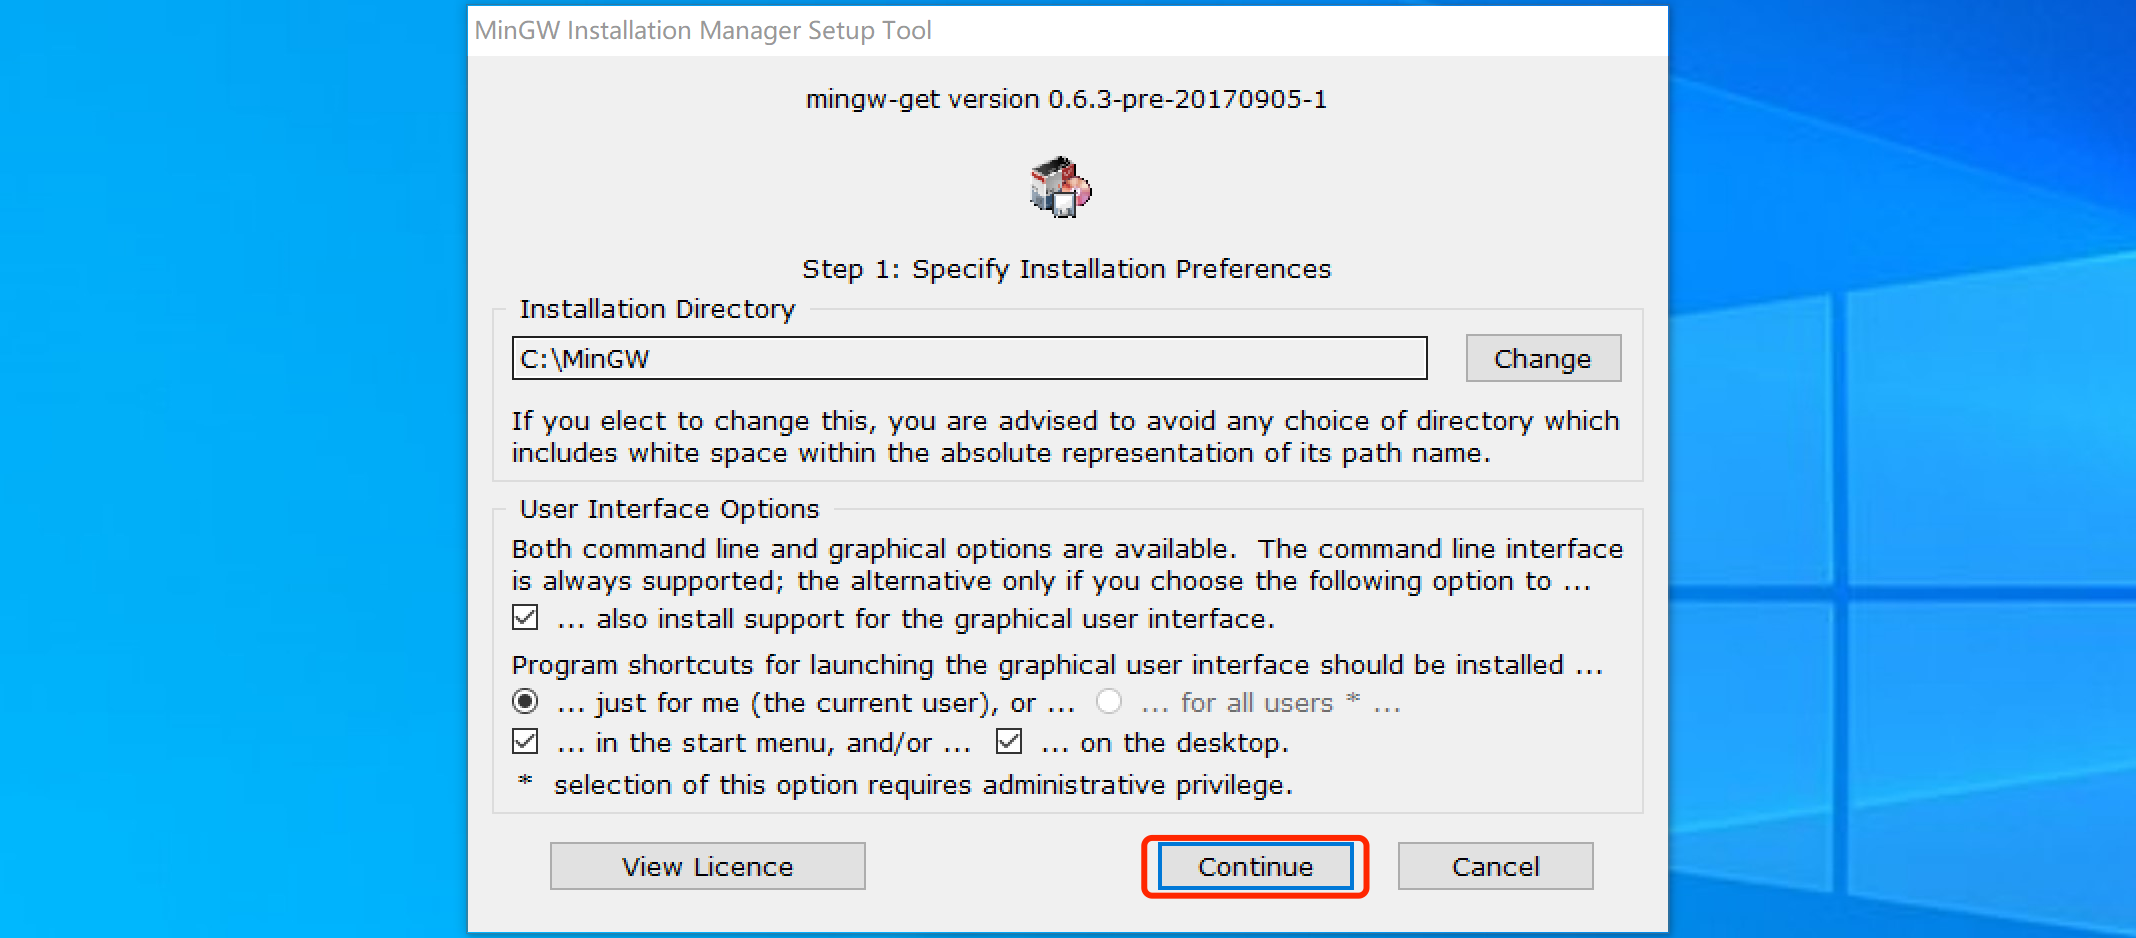 MinGW Installation Manager Setup Tool
mingw-get version 0.6.3-pre-20170905-1
Step 1: Specify Installation Preferences
Installation Directory
C:\MinGW
Change
If you elect to change this, you are advised to avoid any choice of directory which
includes white space within the absolute representation of its path name.
User Interface Options
Both command line and graphical options are available.  The command line interface
is always supported; the alternative only if you choose the following option to ...
... also install support for the graphical user interface.
Program shortcuts for launching the graphical user interface should be installed ...
... just for me (the current user), or ... ... for all users * ...
... in the start menu, and/or ... ... on the desktop.
* selection of this option requires administrative privilege.
View Licence Continue Cancel